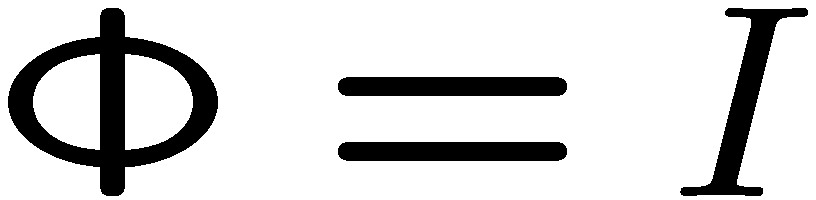 Φ = I